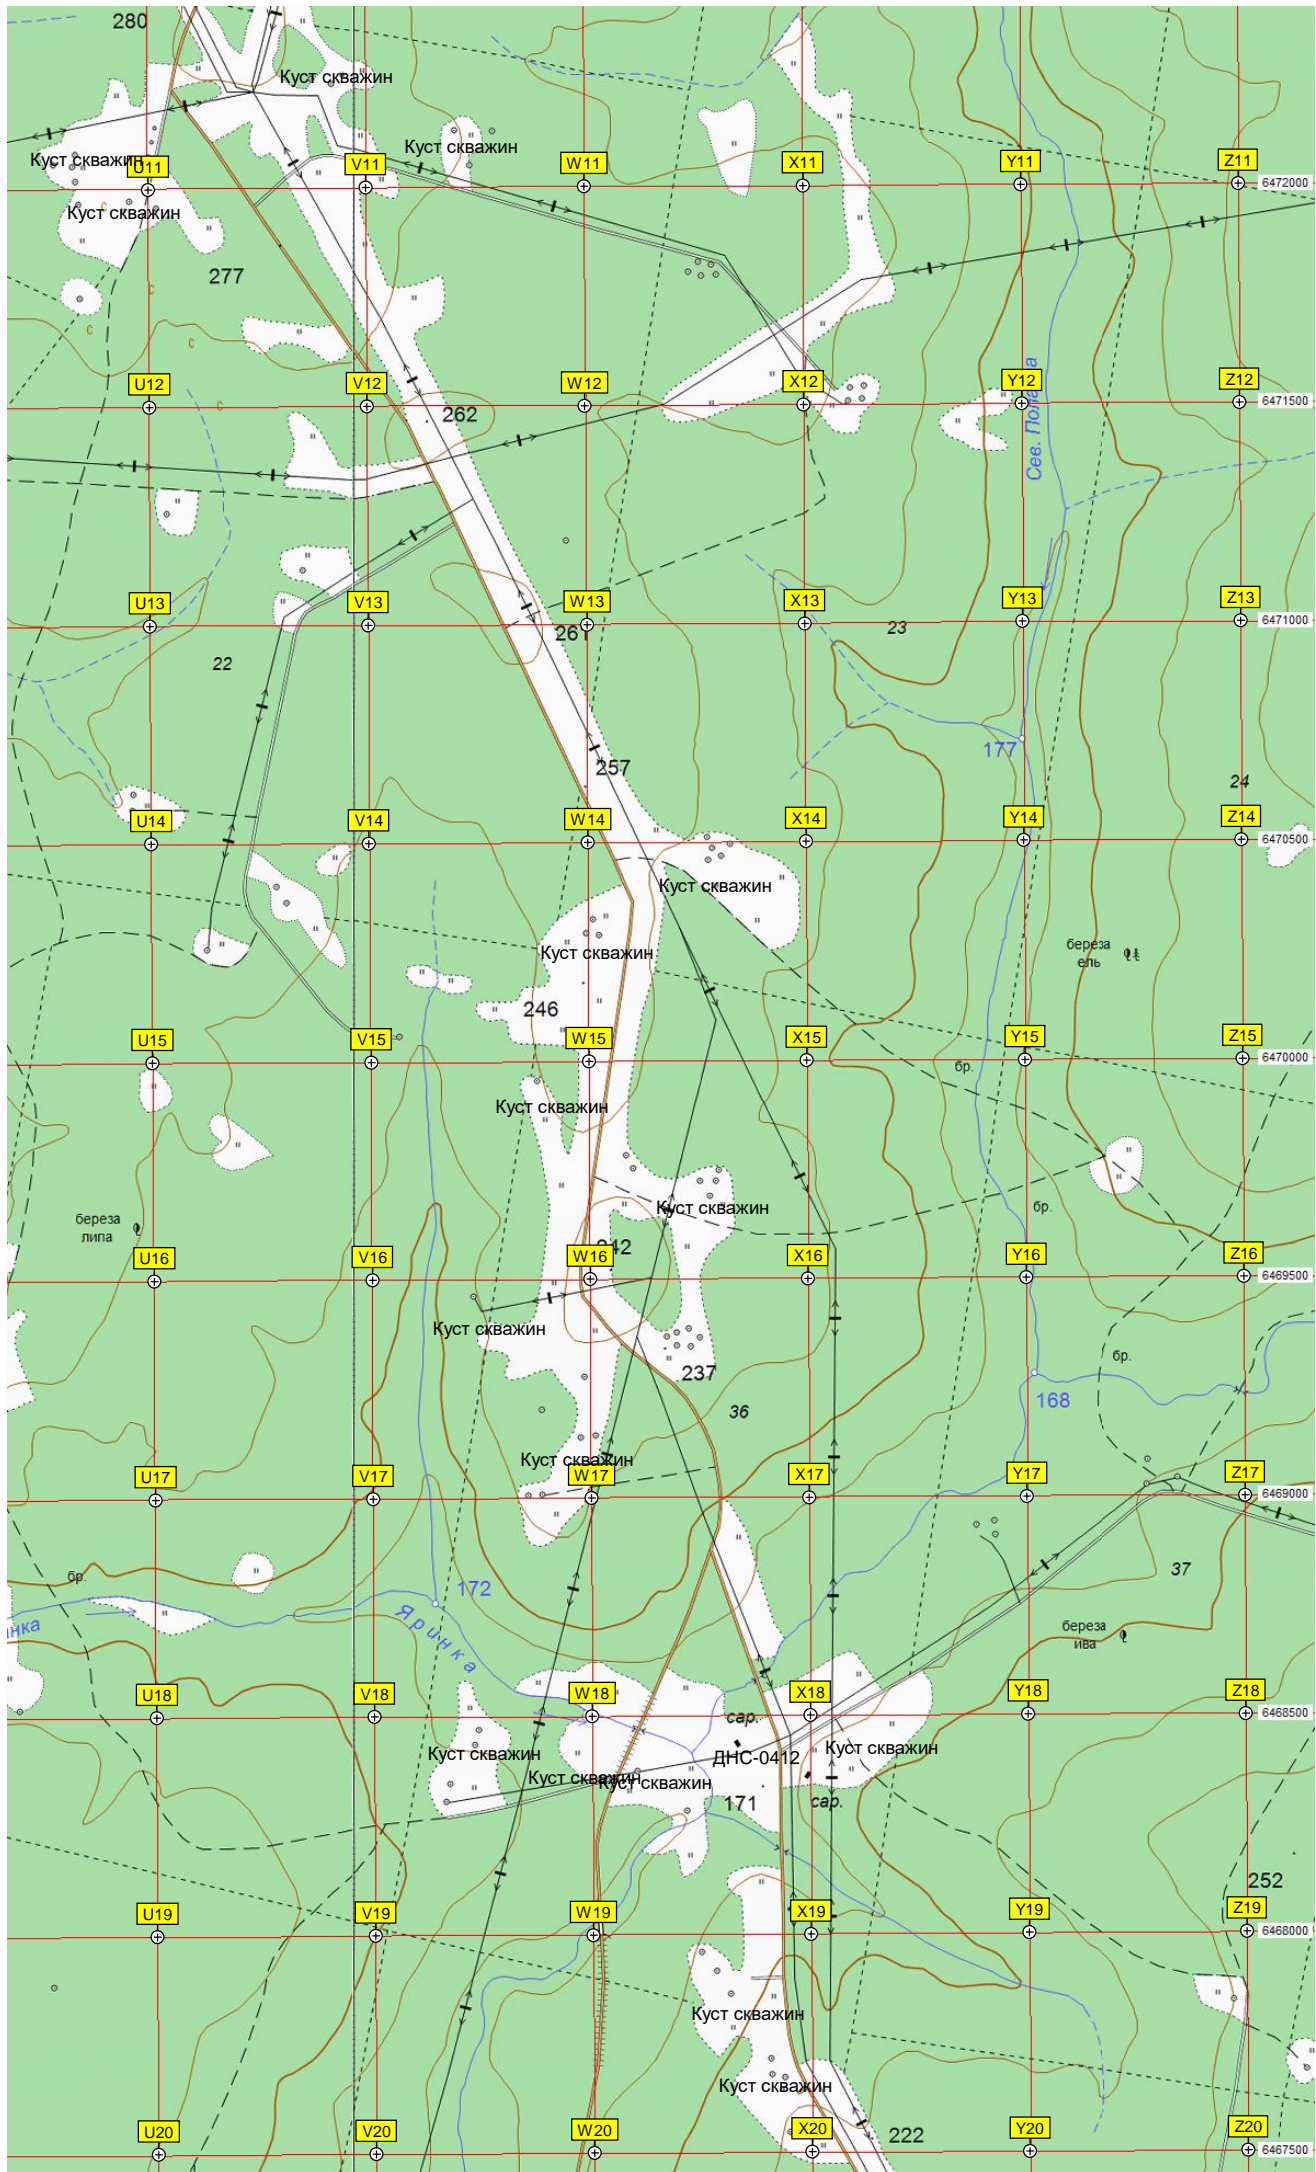 280
Куст скважин
Куст скважин
Куст скважин
U11
V11
W11
X11
Y11
Z11
6472000
Куст скважин
277
U12
V12
W12
X12
Y12
Z12
6471500
262
U13
V13
W13
X13
Y13
Z13
6471000
261
23
22
257
177
24
U14
V14
W14
X14
Y14
Z14
6470500
Куст скважин
Куст скважин
береза
ель
246
U15
V15
W15
X15
Y15
Z15
6470000
бр.
Куст скважин
Куст скважин
бр.
береза
липа
242
U16
V16
W16
X16
Y16
Z16
6469500
Куст скважин
бр.
237
168
36
Куст скважин
U17
V17
W17
X17
Y17
Z17
6469000
37
бр.
172
Яринка
береза
ива
U18
V18
W18
X18
Y18
Z18
6468500
сар.
Куст скважин
ДНС-0412
Куст скважин
Куст скважин
Куст скважин
171
сар.
252
U19
V19
W19
X19
Y19
Z19
6468000
Куст скважин
Куст скважин
222
U20
V20
W20
X20
Y20
Z20
6467500